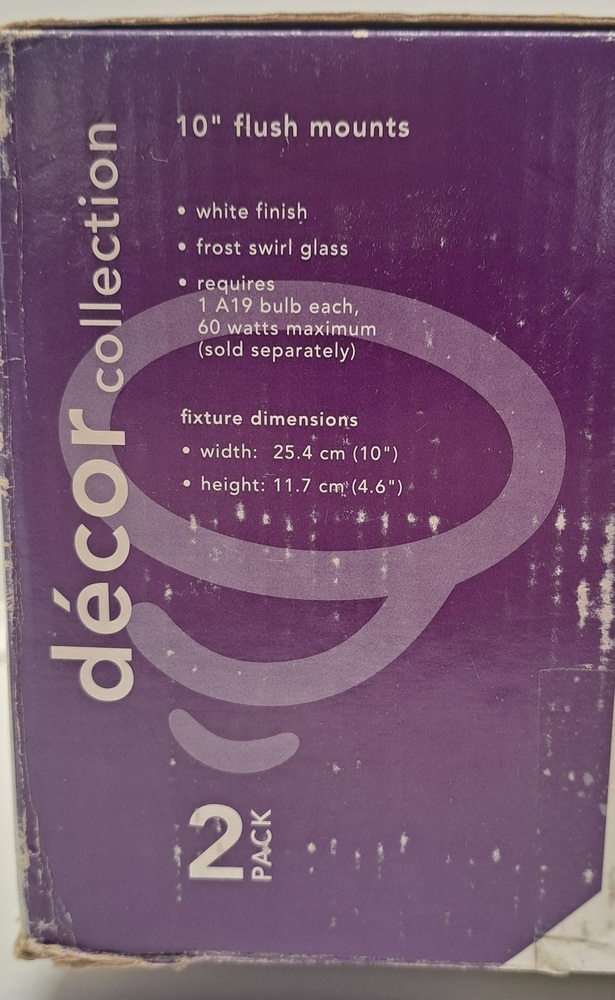 10" flush mounts
• white finish
• frost swirl glass
• requires
1 A19 bulb each,
60 watts maximum
(sold separately)
fixture dimensions
• width: 25.4 cm (10")
• height: 11.7 cm (4.6")
décor collection
2 PACK